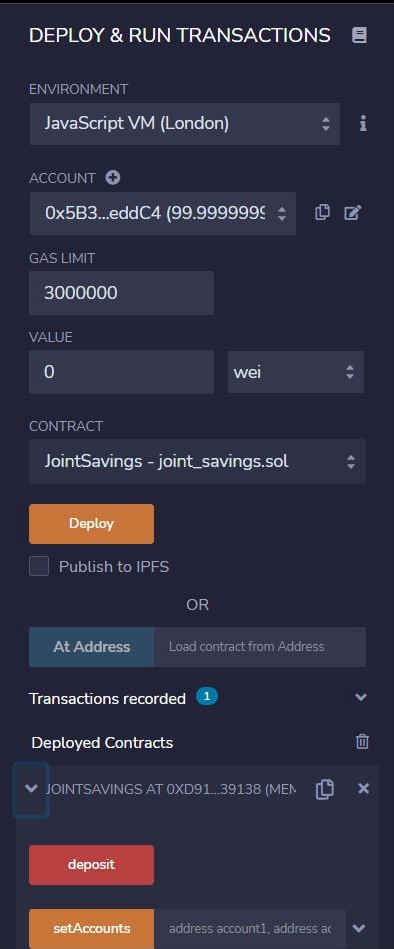 DEPLOY & RUN TRANSACTIONS
ENVIRONMENT
JavaScript VM (London)
ACCOUNT
0x5B3...eddC4 (99.9999999
GAS LIMIT
3000000
VALUE
0 wei
CONTRACT
JointSavings - joint_savings.sol
Deploy
Publish to IPFS
OR
At Address Load contract from Address
Transactions recorded 1
Deployed Contracts
JOINTSAVINGS AT 0XD91...39138 (MEM
deposit
setAccounts address account1, address ac